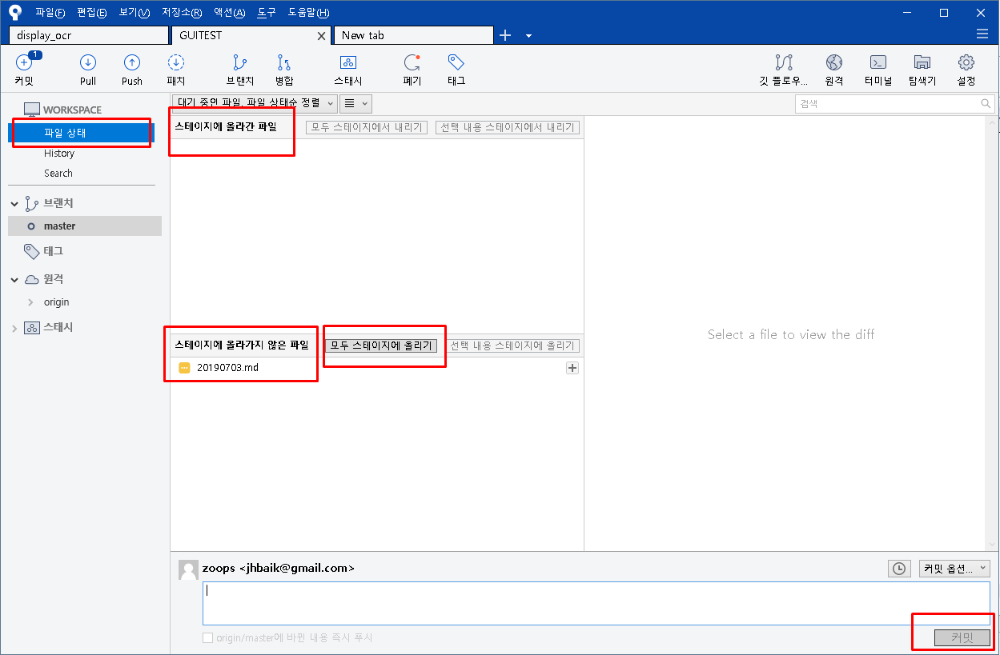 파일(F) 편집(E) 보기(V) 저장소(R) 액션(A) 도구 도움말(H)
display_ocr GUITEST New tab
1
커밋 Pull Push 패치 브랜치 병합 스태시 폐기 태그 깃 플로우... 원격 터미널 탐색기 설정
WORKSPACE
파일 상태
History
Search
브랜치
master
태그
원격
origin
스태시
대기 중인 파일, 파일 상태순 정렬
검색
스테이지에 올라간 파일 모두 스테이지에서 내리기 선택 내용 스테이지에서 내리기
스테이지에 올라가지 않은 파일 모두 스테이지에 올리기 선택 내용 스테이지에 올리기
20190703.md
Select a file to view the diff
zoops <jhbaik@gmail.com>
커밋 옵션...
origin/master에 바뀐 내용 즉시 푸시
커밋